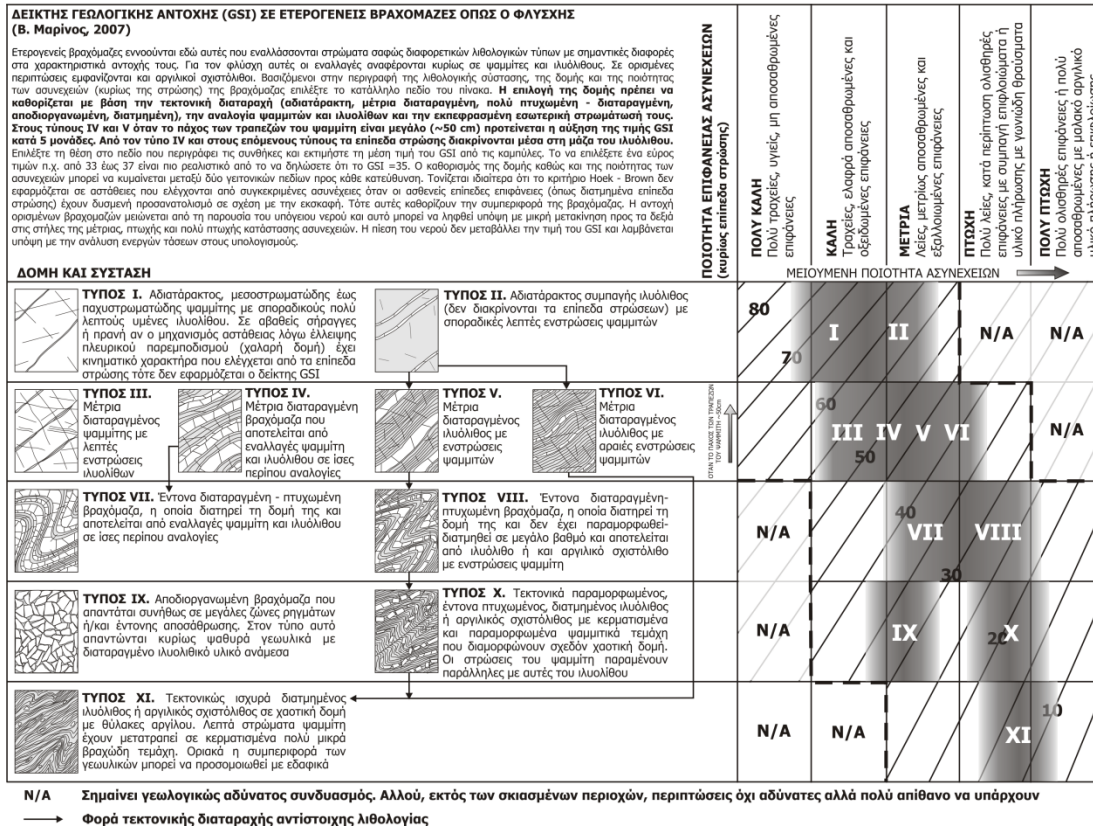 ΔΕΙΚΤΗΣ ΓΕΩΛΟΓΙΚΗΣ ΑΝΤΟΧΗΣ (GSI) ΣΕ ΕΤΕΡΟΓΕΝΕΙΣ ΒΡΑΧΟΜΑΖΕΣ ΟΠΩΣ Ο ΦΛΥΣΧΗΣ
(Β. Μαρίνος, 2007)
Ετερογενείς βραχόμαζες εννοούνται εδώ αυτές που εναλλάσσονται στρώματα σαφώς διαφορετικών λιθολογικών τύπων με σημαντικές διαφορές
στα χαρακτηριστικά αντοχής τους. Για τον φλύσχη αυτές οι εναλλαγές αναφέρονται κυρίως σε ψαμμίτες και ιλυόλιθους. Σε ορισμένες
περιπτώσεις εμφανίζονται και αργιλικοί σχιστόλιθοι. Βασιζόμενοι στην περιγραφή της λιθολογικής σύστασης, της δομής και της ποιότητας
των ασυνεχειών (κυρίως της στρώσης) της βραχόμαζας επιλέξτε το κατάλληλο πεδίο του πίνακα. Η επιλογή της δομής πρέπει να
καθορίζεται με βάση την τεκτονική διαταραχή (αδιατάρακτη, μέτρια διαταραγμένη, πολύ πτυχωμένη - διαταραγμένη,
αποδιοργανωμένη, διατμημένη), την αναλογία ψαμμιτών και ιλυολίθων και την εκπεφρασμένη εσωτερική στρωμάτωσή τους.
Στους τύπους IV και V όταν το πάχος των τραπεζών του ψαμμίτη είναι μεγάλο (~50 cm) προτείνεται η αύξηση της τιμής GSI
κατά 5 μονάδες. Από τον τύπο IV και στους επόμενους τύπους τα επίπεδα στρώσης διακρίνονται μέσα στη μάζα του ιλυολίθου.
Επιλέξτε τη θέση στο πεδίο που περιγράφει τις συνθήκες και εκτιμήστε τη μέση τιμή του GSI από τις καμπύλες. Το να επιλέξετε ένα εύρος
τιμών π.χ. από 33 έως 37 είναι πιο ρεαλιστικό από το να δηλώσετε ότι το GSI =35. Ο καθορισμός της δομής καθώς και της ποιότητας των
ασυνεχειών μπορεί να κυμαίνεται μεταξύ δύο γειτονικών πεδίων προς κάθε κατεύθυνση. Τονίζεται ιδιαίτερα ότι το κριτήριο Hoek - Brown δεν
εφαρμόζεται σε αστάθειες που ελέγχονται από συγκεκριμένες ασυνέχειες όταν οι ασθενείς επίπεδες επιφάνειες (όπως διατμημένα επίπεδα
στρώσης) έχουν δυσμενή προσανατολισμό σε σχέση με την εκσκαφή. Τότε αυτές καθορίζουν την συμπεριφορά της βραχόμαζας. Η αντοχή
ορισμένων βραχομαζών μειώνεται από τη παρουσία του υπόγειου νερού και αυτό μπορεί να ληφθεί υπόψη με μικρή μετακίνηση προς τα δεξιά
στις στήλες της μέτριας, πτωχής και πολύ πτωχής κατάστασης ασυνεχειών. Η πίεση του νερού δεν μεταβάλλει την τιμή του GSI και λαμβάνεται
υπόψη με την ανάλυση ενεργών τάσεων στους υπολογισμούς.
ΠΟΙΟΤΗΤΑ ΕΠΙΦΑΝΕΙΑΣ ΑΣΥΝΕΧΕΙΩΝ
(κυρίως επίπεδα στρώσης)
ΠΟΛΥ ΚΑΛΗ
Πολύ τραχείες, υγιείς, μη αποσαθρωμένες
επιφάνειες
ΚΑΛΗ
Τραχείες, ελαφρά αποσαθρωμένες και
οξειδωμένες επιφάνειες
ΜΕΤΡΙΑ
Λείες, μετρίως αποσαθρωμένες και
εξαλλοιωμένες επιφάνειες
ΠΤΩΧΗ
Πολύ λείες, κατά περίπτωση ολισθηρές
επιφάνειες με συμπαγή επιφλοιώματα ή
υλικό πλήρωσης με γωνιώδη θραύσματα
ΠΟΛΥ ΠΤΩΧΗ
Πολύ ολισθηρές επιφάνειες ή πολύ
αποσαθρωμένες με μαλακό αργιλικό
ΔΟΜΗ ΚΑΙ ΣΥΣΤΑΣΗ
ΜΕΙΟΥΜΕΝΗ ΠΟΙΟΤΗΤΑ ΑΣΥΝΕΧΕΙΩΝ
ΤΥΠΟΣ I. Αδιατάρακτος, μεσοστρωματώδης έως
παχυστρωματώδης ψαμμίτης με σποραδικούς πολύ
λεπτούς υμένες ιλυολίθου. Σε αβαθείς σήραγγες
ή πρανή αν ο μηχανισμός αστάθειας λόγω έλλειψης
πλευρικού παρεμποδισμού (χαλαρή δομή) έχει
κινηματικό χαρακτήρα που ελέγχεται από τα επίπεδα
στρώσης τότε δεν εφαρμόζεται ο δείκτης GSI
ΤΥΠΟΣ II. Αδιατάρακτος συμπαγής ιλυόλιθος
(δεν διακρίνονται τα επίπεδα στρώσεως) με
σποραδικές λεπτές ενστρώσεις ψαμμιτών
80
70
I
II
N/A
N/A
ΤΥΠΟΣ III.
Μέτρια
διαταραγμένος
ψαμμίτης με
λεπτές
ενστρώσεις
ιλυολίθων
ΤΥΠΟΣ IV.
Μέτρια διαταραγμένη
βραχόμαζα που
αποτελείται από
εναλλαγές ψαμμίτη
και ιλυόλιθου σε ίσες
περίπου αναλογίες
ΤΥΠΟΣ V.
Μέτρια
διαταραγμένος
ιλυόλιθος με
ενστρώσεις
ψαμμιτών
ΤΥΠΟΣ VI.
Μέτρια
διαταραγμένος
ιλυόλιθος με
αραιές ενστρώσεις
ψαμμιτών
ΟΤΑΝ ΤΟ ΠΑΧΟΣ ΤΩΝ ΤΡΑΠΕΖΩΝ
ΤΟΥ ΨΑΜΜΙΤΗ ~50cm
60
III IV V VI
50
N/A
ΤΥΠΟΣ VII. Έντονα διαταραγμένη - πτυχωμένη
βραχόμαζα, η οποία διατηρεί τη δομή της και
αποτελείται από εναλλαγές ψαμμίτη και ιλυόλιθου
σε ίσες περίπου αναλογίες
ΤΥΠΟΣ VIII. Έντονα διαταραγμένη-
πτυχωμένη βραχόμαζα, η οποία διατηρεί τη
δομή της και δεν έχει παραμορφωθεί-
διατμηθεί σε μεγάλο βαθμό και αποτελείται
από ιλυόλιθο ή και αργιλικό σχιστόλιθο
με ενστρώσεις ψαμμίτη
N/A
40
VII
VIII
30
ΤΥΠΟΣ IX. Αποδιοργανωμένη βραχόμαζα που
απαντάται συνήθως σε μεγάλες ζώνες ρηγμάτων
ή/και έντονης αποσάθρωσης. Στον τύπο αυτό
απαντώνται κυρίως ψαθυρά γεωυλικά με
διαταραγμένο ιλυολιθικό υλικό ανάμεσα
ΤΥΠΟΣ X. Τεκτονικά παραμορφωμένος,
έντονα πτυχωμένος, διατμημένος ιλυόλιθος
ή αργιλικός σχιστόλιθος με κερματισμένα
και παραμορφωμένα ψαμμιτικά τεμάχη
που διαμορφώνουν σχεδόν χαοτική δομή.
Οι στρώσεις του ψαμμίτη παραμένουν
παράλληλες με αυτές του ιλυολίθου
N/A
IX
20
X
ΤΥΠΟΣ XI. Τεκτονικώς ισχυρά διατμημένος
ιλυόλιθος ή αργιλικός σχιστόλιθος σε χαοτική δομή
με θύλακες αργίλου. Λεπτά στρώματα ψαμμίτη
έχουν μετατραπεί σε κερματισμένα πολύ μικρά
βραχώδη τεμάχη. Οριακά η συμπεριφορά των
γεωυλικών μπορεί να προσομοιωθεί με εδαφικά
N/A
N/A
XI
10
N/A Σημαίνει γεωλογικώς αδύνατος συνδυασμός. Αλλού, εκτός των σκιασμένων περιοχών, περιπτώσεις όχι αδύνατες αλλά πολύ απίθανο να υπάρχουν
Φορά τεκτονικής διαταραχής αντίστοιχης λιθολογίας